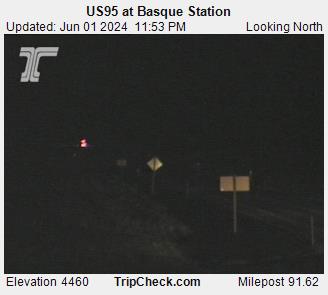 US95 at Basque Station
Updated: Jun 01 2024 11:53 PM Looking North
Elevation 4460 TripCheck.com Milepost 91.62